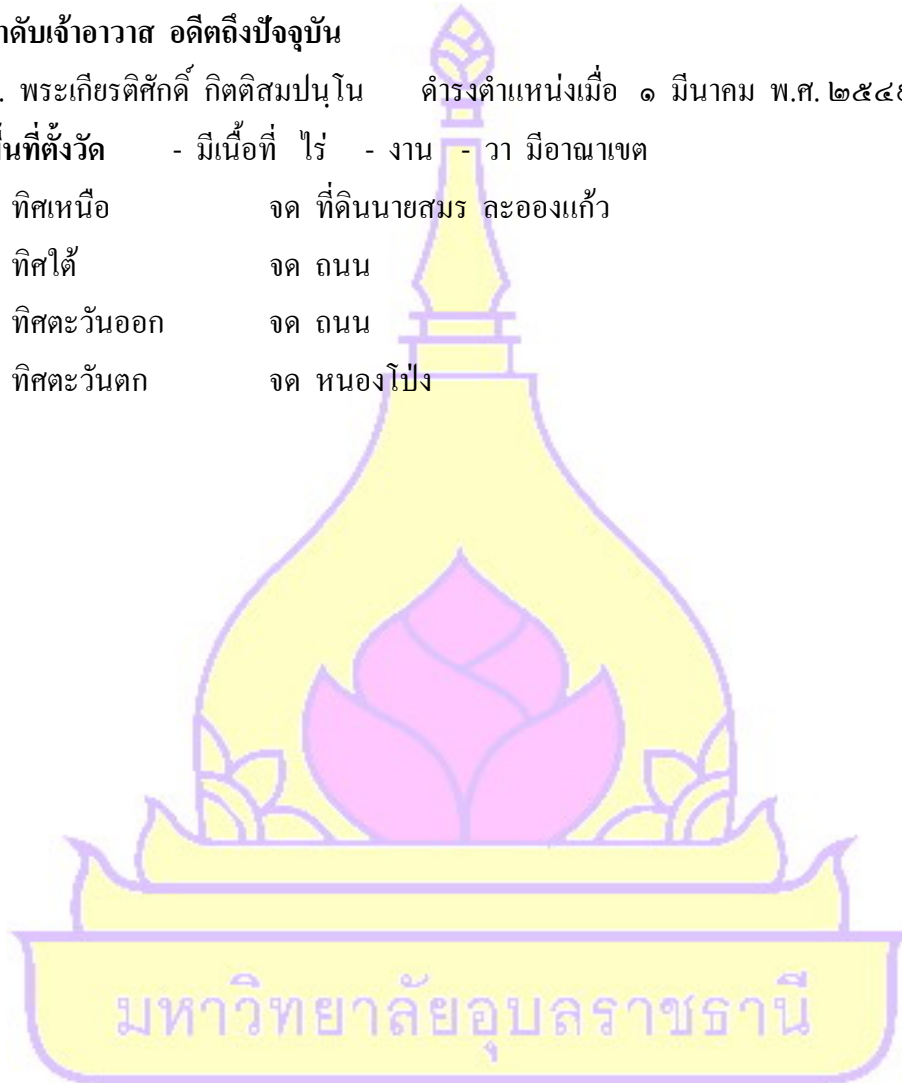 ลำดับเจ้าอาวาส อดีตถึงปัจจุบัน
. พระเกียรติศักดิ์ กิตติสมปนฺโน ดำรงตำแหน่งเมื่อ ๑ มีนาคม พ.ศ.
พื้นที่ตั้งวัด - มีเนื้อที่ ไร่ - งาน - วา มีอาณาเขต
ทิศเหนือ จด ที่ดินนายสมร ละอองแก้ว
ทิศใต้ จด ถนน
ทิศตะวันออก จด ถนน
ทิศตะวันตก จด หนองโป่ง
มหาวิทยาลัยอุบลราชธานี